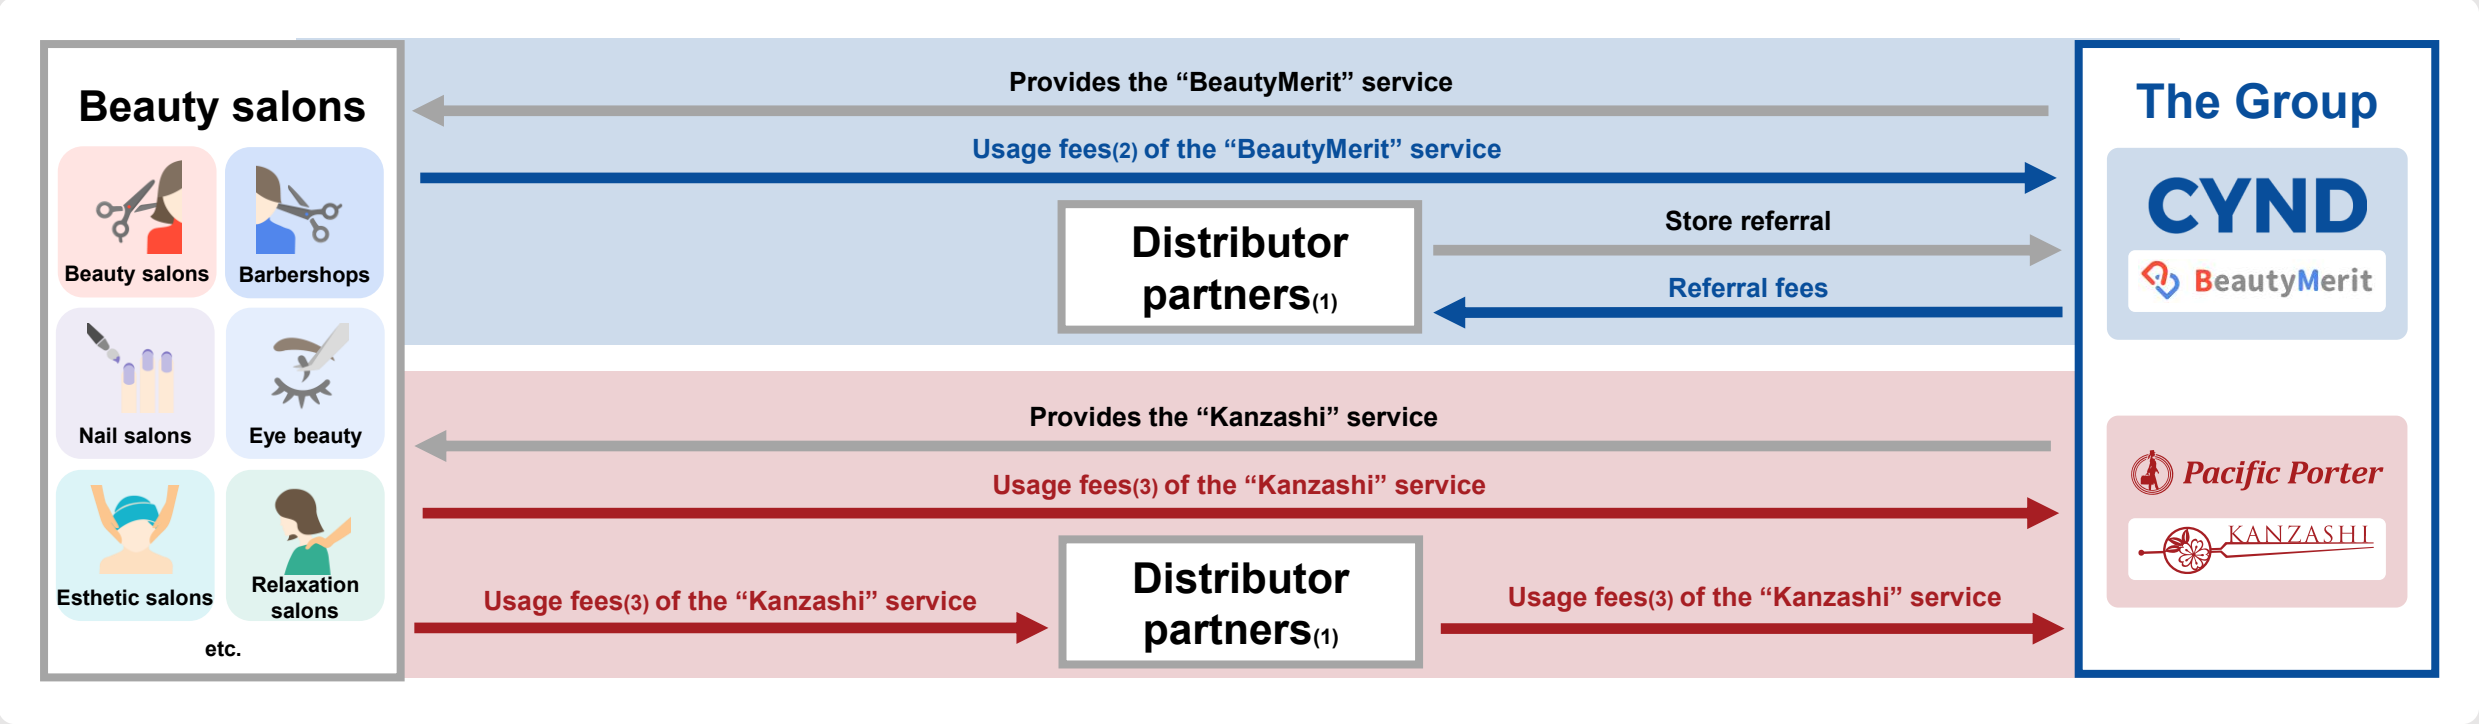 Beauty salons
Beauty salons
Barbershops
Nail salons
Eye beauty
Esthetic salons
Relaxation
salons
etc.
Provides the “BeautyMerit” service
Usage fees(2) of the “BeautyMerit” service
Distributor
partners(1)
Store referral
Referral fees
Provides the “Kanzashi” service
Usage fees(3) of the “Kanzashi” service
Usage fees(3) of the “Kanzashi” service
Distributor
partners(1)
Usage fees(3) of the “Kanzashi” service
The Group
CYND
BeautyMerit
Pacific Porter
KANZASHI